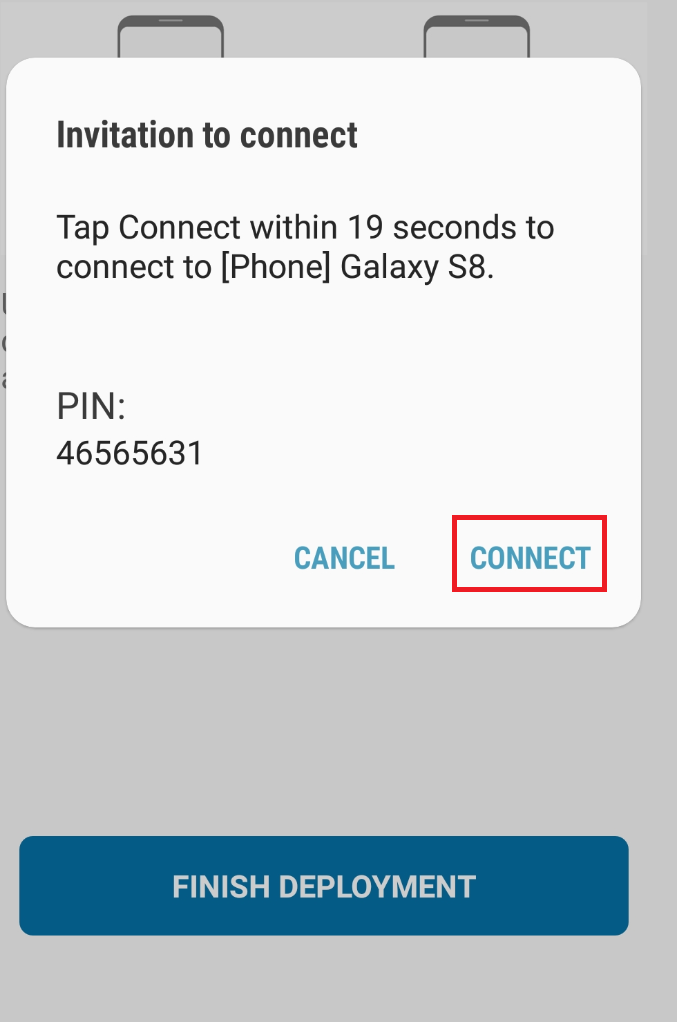 Invitation to connect
Tap Connect within 19 seconds to
connect to [Phone] Galaxy S8.
PIN:
46565631
CANCEL CONNECT
FINISH DEPLOYMENT